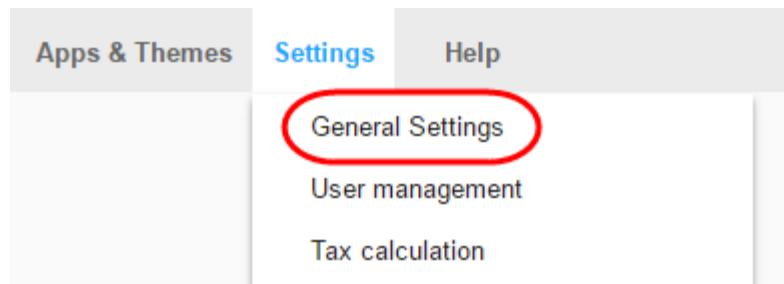 Apps & Themes Settings Help
General Settings
User management
Tax calculation